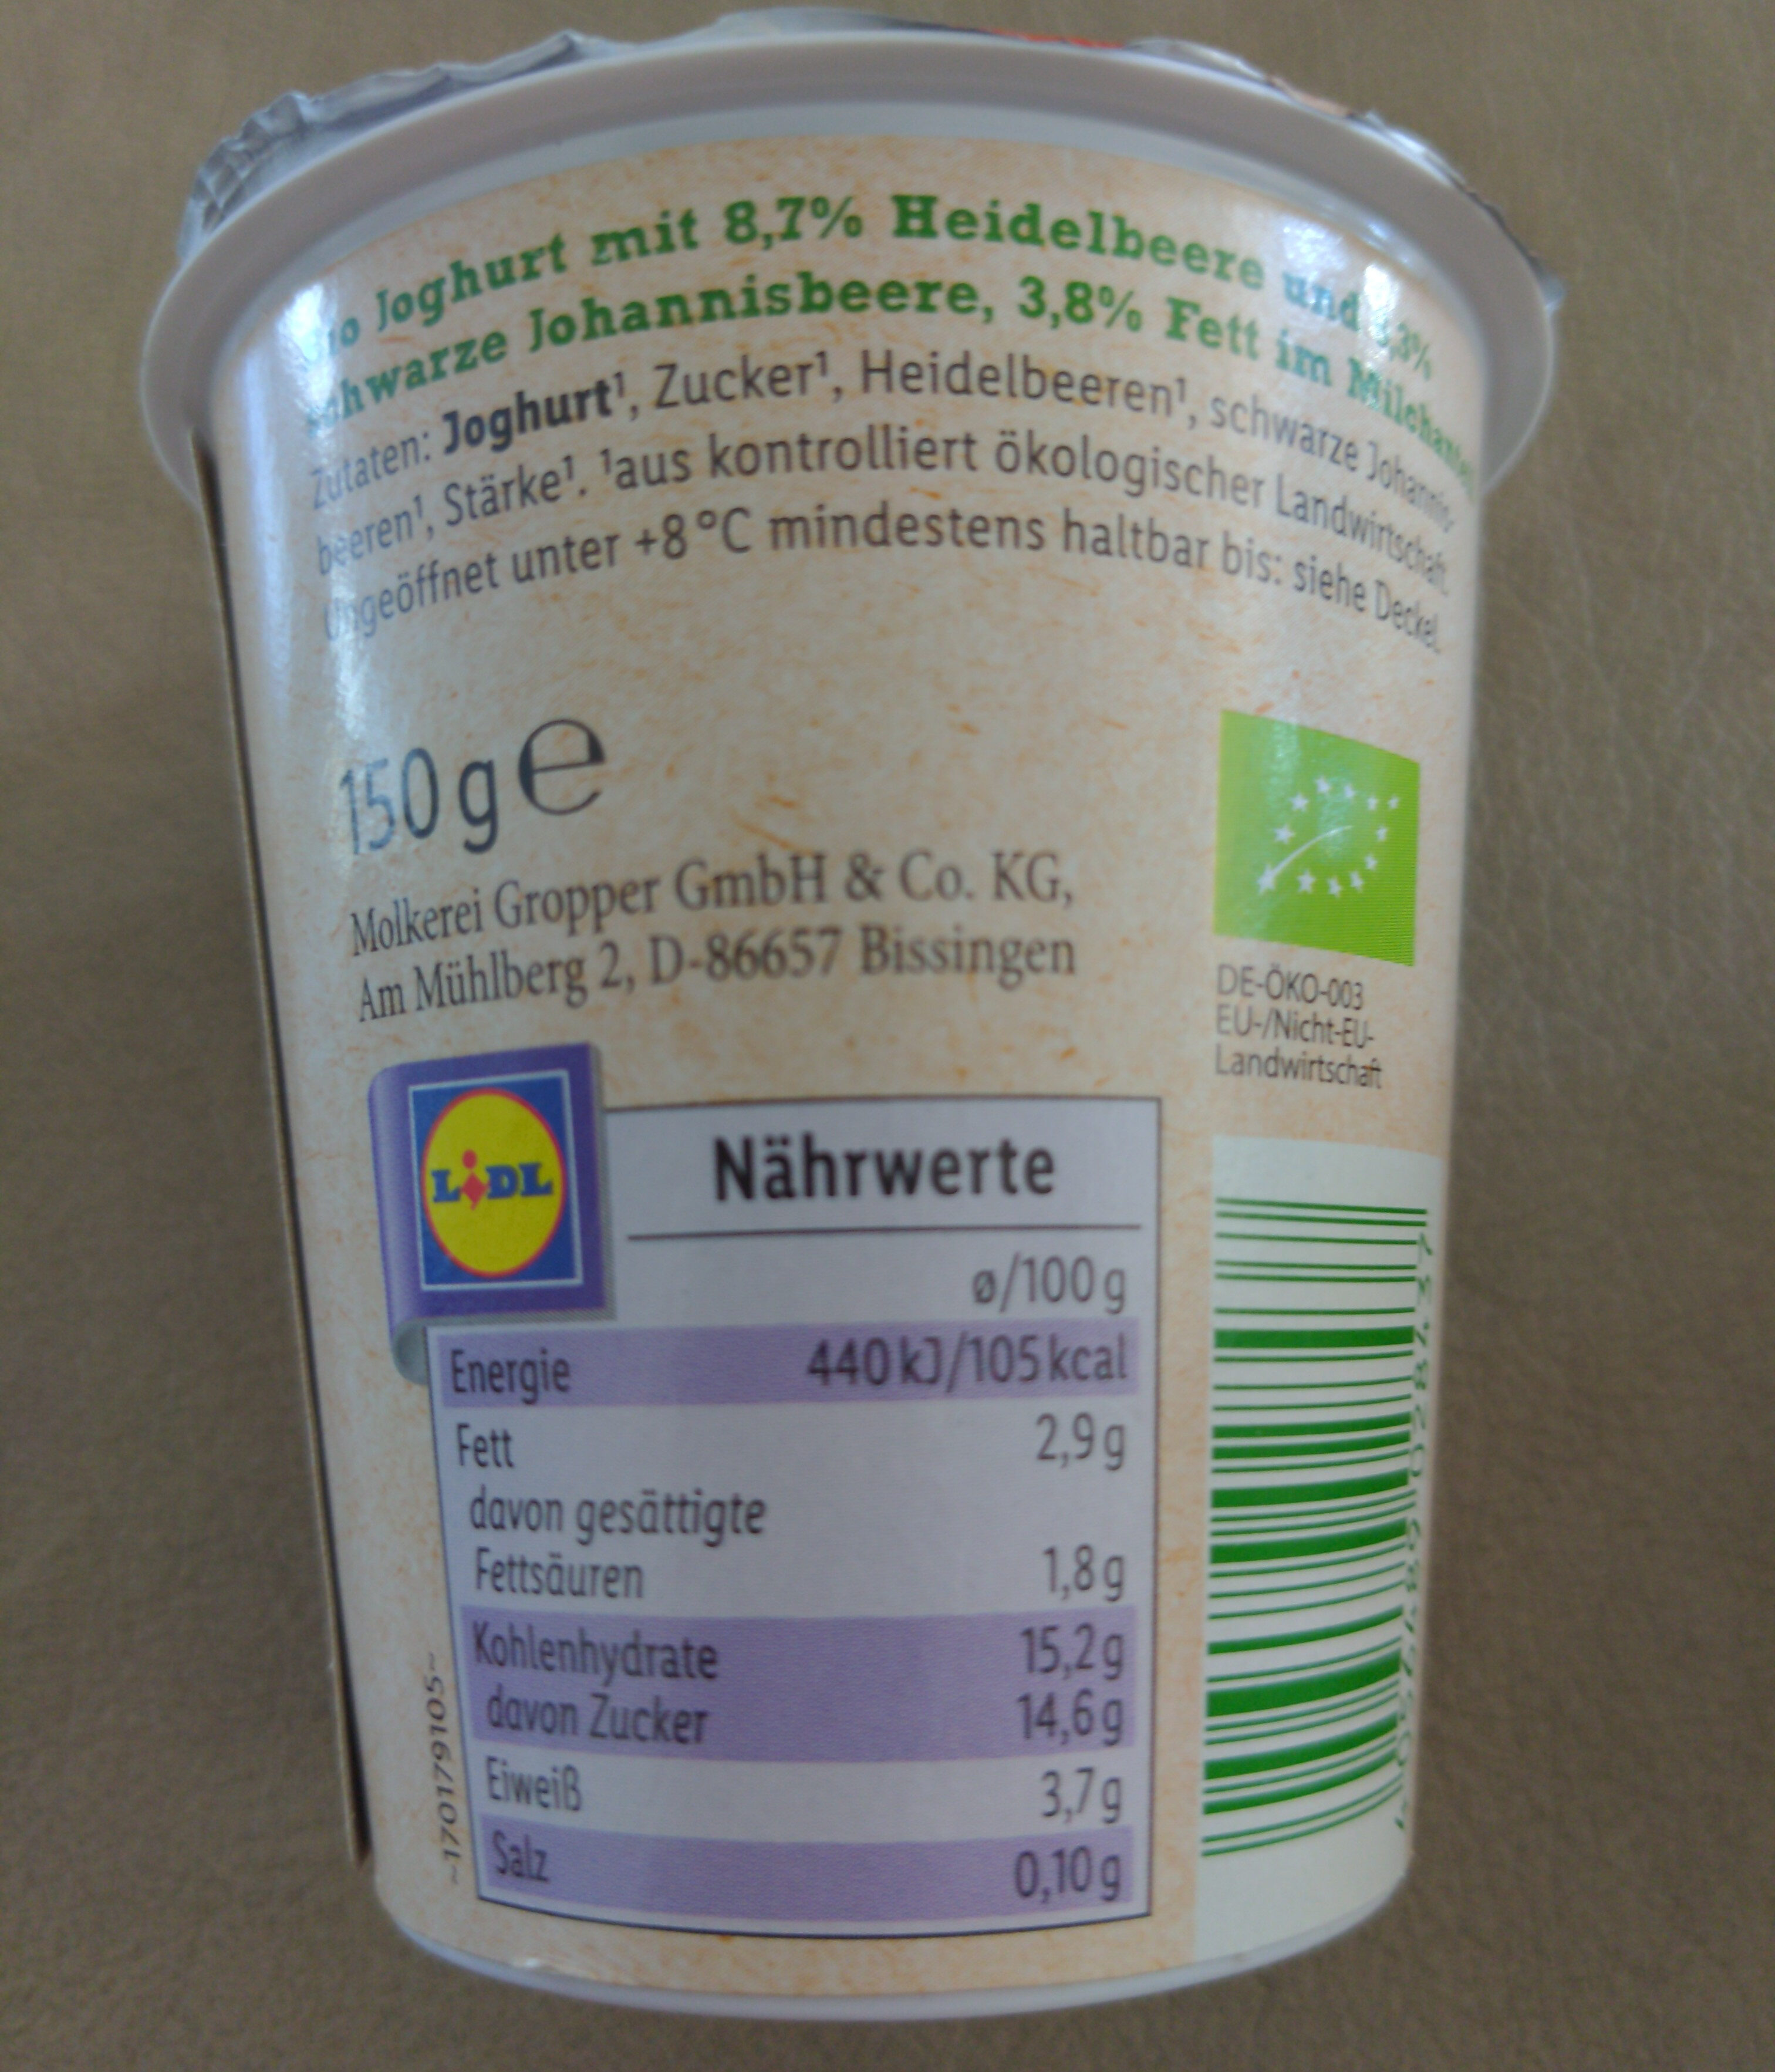 Joghurt mit 8,7% Heidelbeere und
schwarze Johannisbeere, 3,8% Fett im Milchanteil
Zutaten: Joghurt¹, Zucker¹, Heidelbeeren¹, schwarze Johannis-
beeren¹, Stärke¹. ¹aus kontrolliert ökologischer Landwirtschaft.
Ungeöffnet unter +8°C mindestens haltbar bis: siehe Deckel.
150 g e
Molkerei Gropper GmbH & Co. KG,
Am Mühlberg 2, D-86657 Bissingen
DE-ÖKO-003
EU-/Nicht-EU-
Landwirtschaft
LIDL
Nährwerte
ø/100 g
Energie 440 kJ/105 kcal
Fett 2,9 g
davon gesättigte
Fettsäuren 1,8 g
Kohlenhydrate 15,2 g
davon Zucker 14,6 g
Eiweiß 3,7 g
Salz 0,10 g